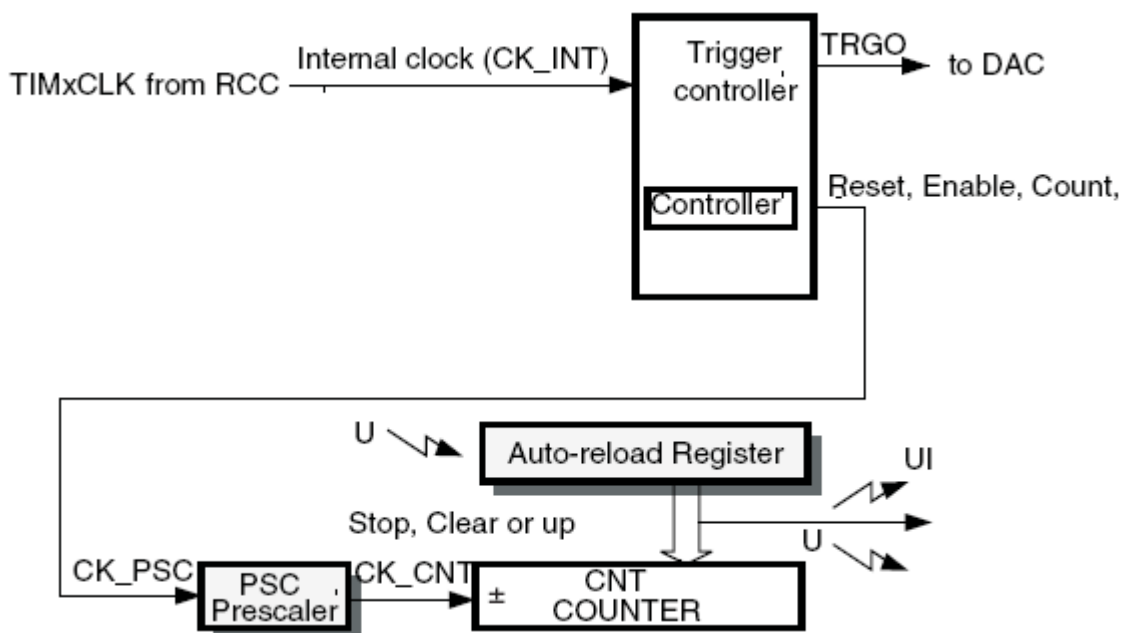 Trigger
controller
TRGO
to DAC
Internal clock (CK_INT)
TIMxCLK from RCC
Controller
Reset, Enable, Count,
U
Auto-reload Register
UI
Stop, Clear or up
U
CK_PSC
PSC
Prescaler
CK_CNT
±
CNT
COUNTER